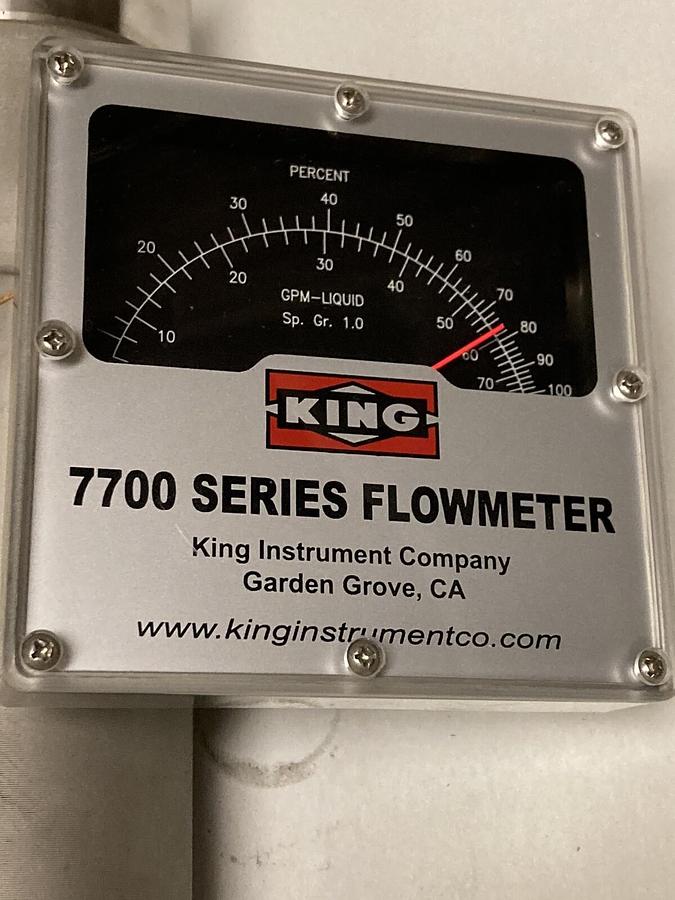 PERCENT
20 30 40 50 60 70 80 90 100
10 20 30 40 50 60 70
GPM-LIQUID
Sp. Gr. 1.0
KING
7700 SERIES FLOWMETER
King Instrument Company
Garden Grove, CA
www.kinginstrumentco.com